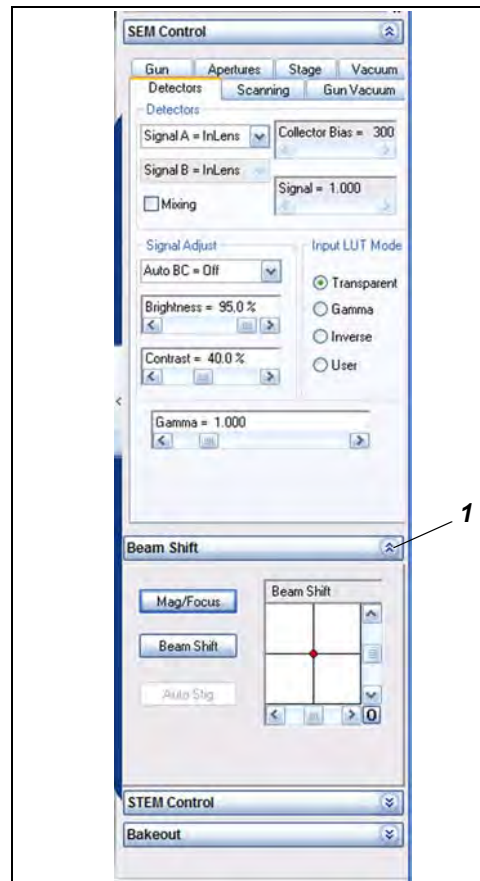 SEM Control
Gun Apertures Stage Vacuum
Detectors Scanning Gun Vacuum
Detectors
Signal A = InLens
Collector Bias = 300
Signal B = InLens
Signal = 1.000
Mixing
Signal Adjust
Input LUT Mode
Auto BC = Off
Transparent
Brightness = 95.0 %
Gamma
Inverse
Contrast = 40.0 %
User
Gamma = 1.000
1
Beam Shift
Mag/Focus
Beam Shift
Beam Shift
Auto Stig
0
STEM Control
Bakeout